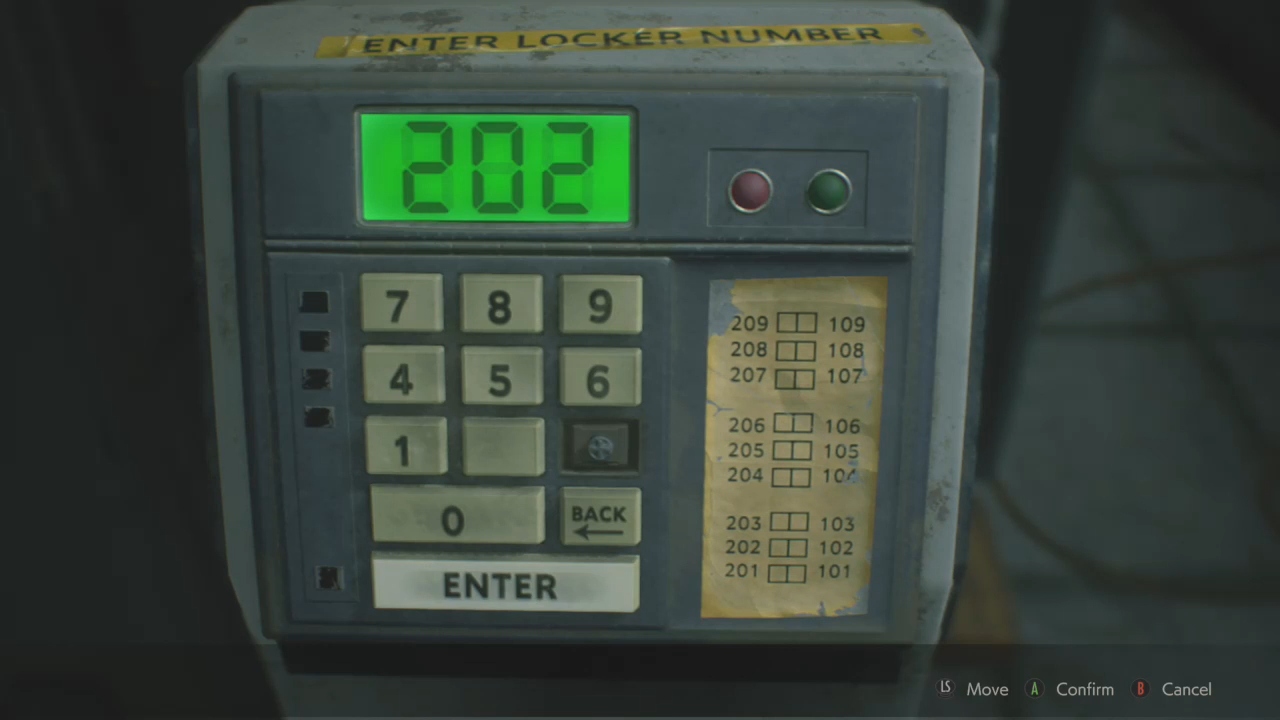 ENTER LOCKER NUMBER
202
7 8 9
4 5 6
1
0 BACK
ENTER
209 109
208 108
207 107
206 106
205 105
204 104
203 103
202 102
201 101
LS Move A Confirm B Cancel